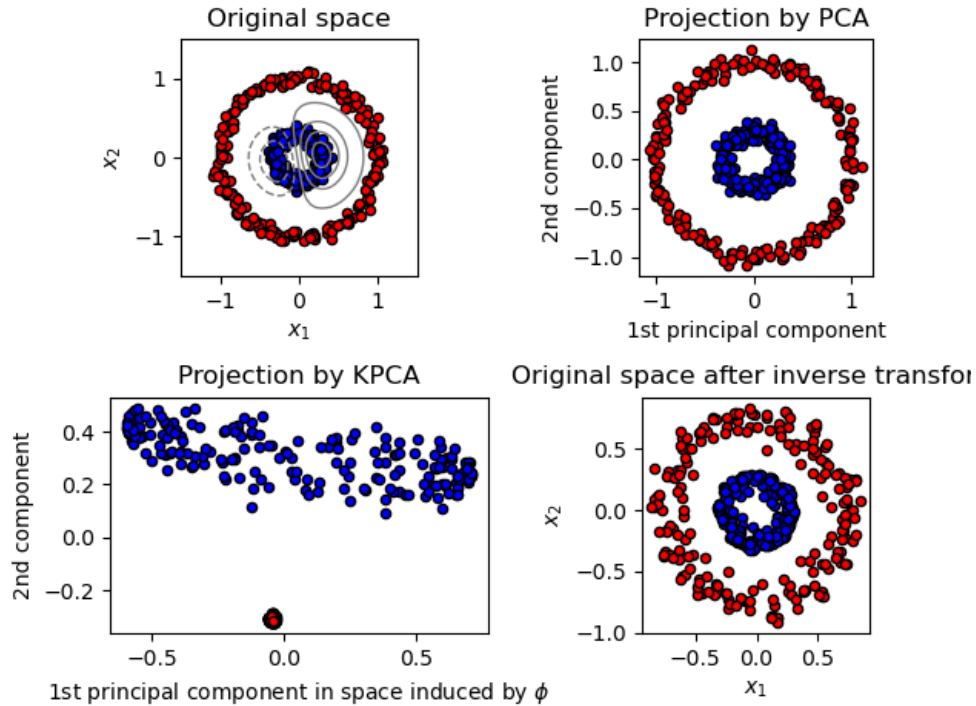 Original space
1
0
−1
x₂
−1 0 1
x₁
Projection by PCA
1.0
0.5
0.0
−0.5
−1.0
2nd component
−1 0 1
1st principal component
Projection by KPCA
0.4
0.2
0.0
−0.2
2nd component
−0.5 0.0 0.5
1st principal component in space induced by ϕ
Original space after inverse transfor
0.5
0.0
−0.5
−1.0
x₂
−0.5 0.0 0.5
x₁